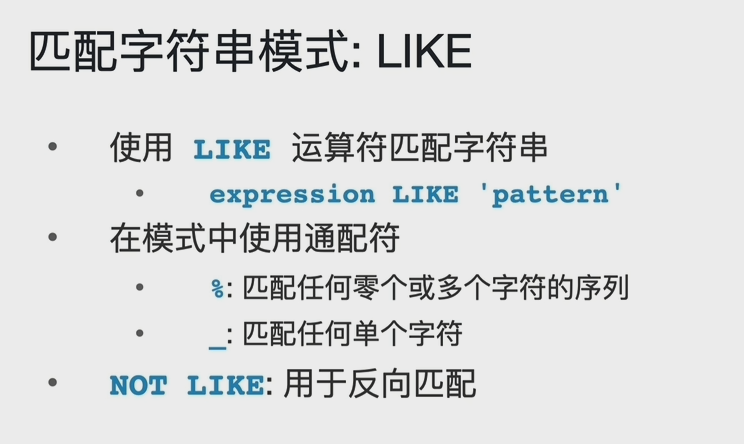 匹配字符串模式: LIKE
• 使用 LIKE 运算符匹配字符串
• expression LIKE 'pattern'
• 在模式中使用通配符
• %: 匹配任何零个或多个字符的序列
• _: 匹配任何单个字符
• NOT LIKE: 用于反向匹配